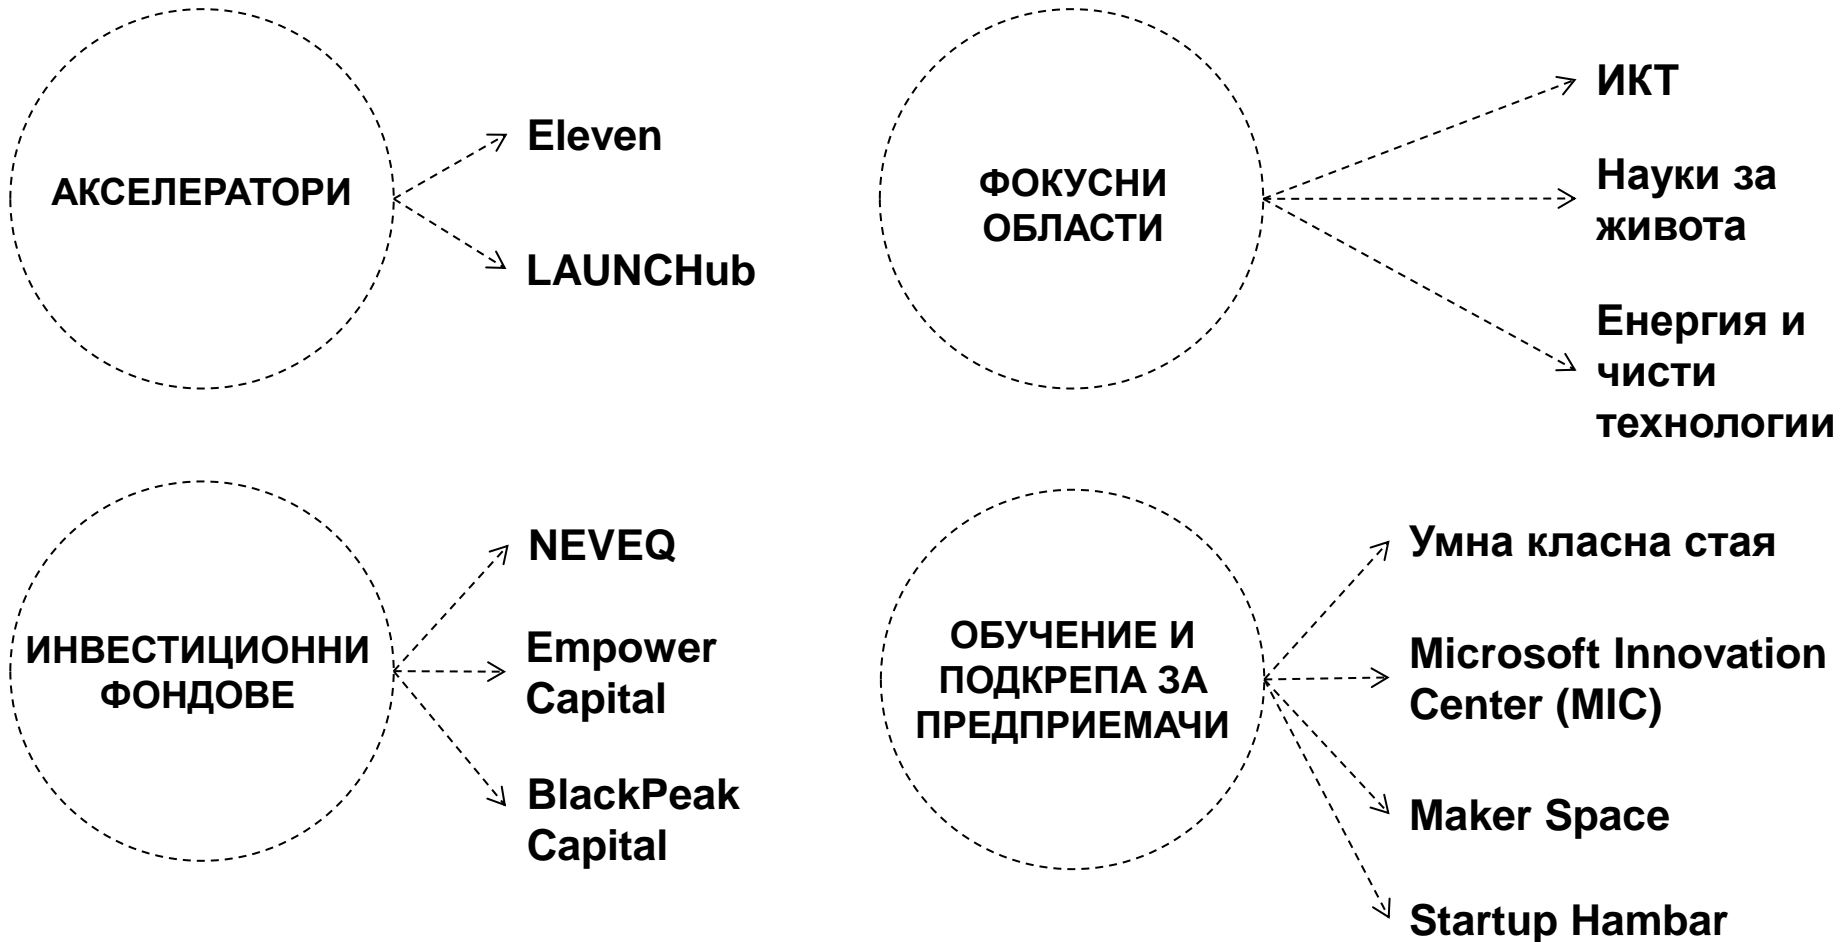 АКСЕЛЕРАТОРИ
Eleven
LAUNCHub
ФОКУСНИ
ОБЛАСТИ
ИКТ
Науки за
живота
Енергия и
чисти
технологии
ИНВЕСТИЦИОННИ
ФОНДОВЕ
NEVEQ
Empower
Capital
BlackPeak
Capital
ОБУЧЕНИЕ И
ПОДКРЕПА ЗА
ПРЕДПРИЕМАЧИ
Умна класна стая
Microsoft Innovation
Center (MIC)
Maker Space
Startup Hambar